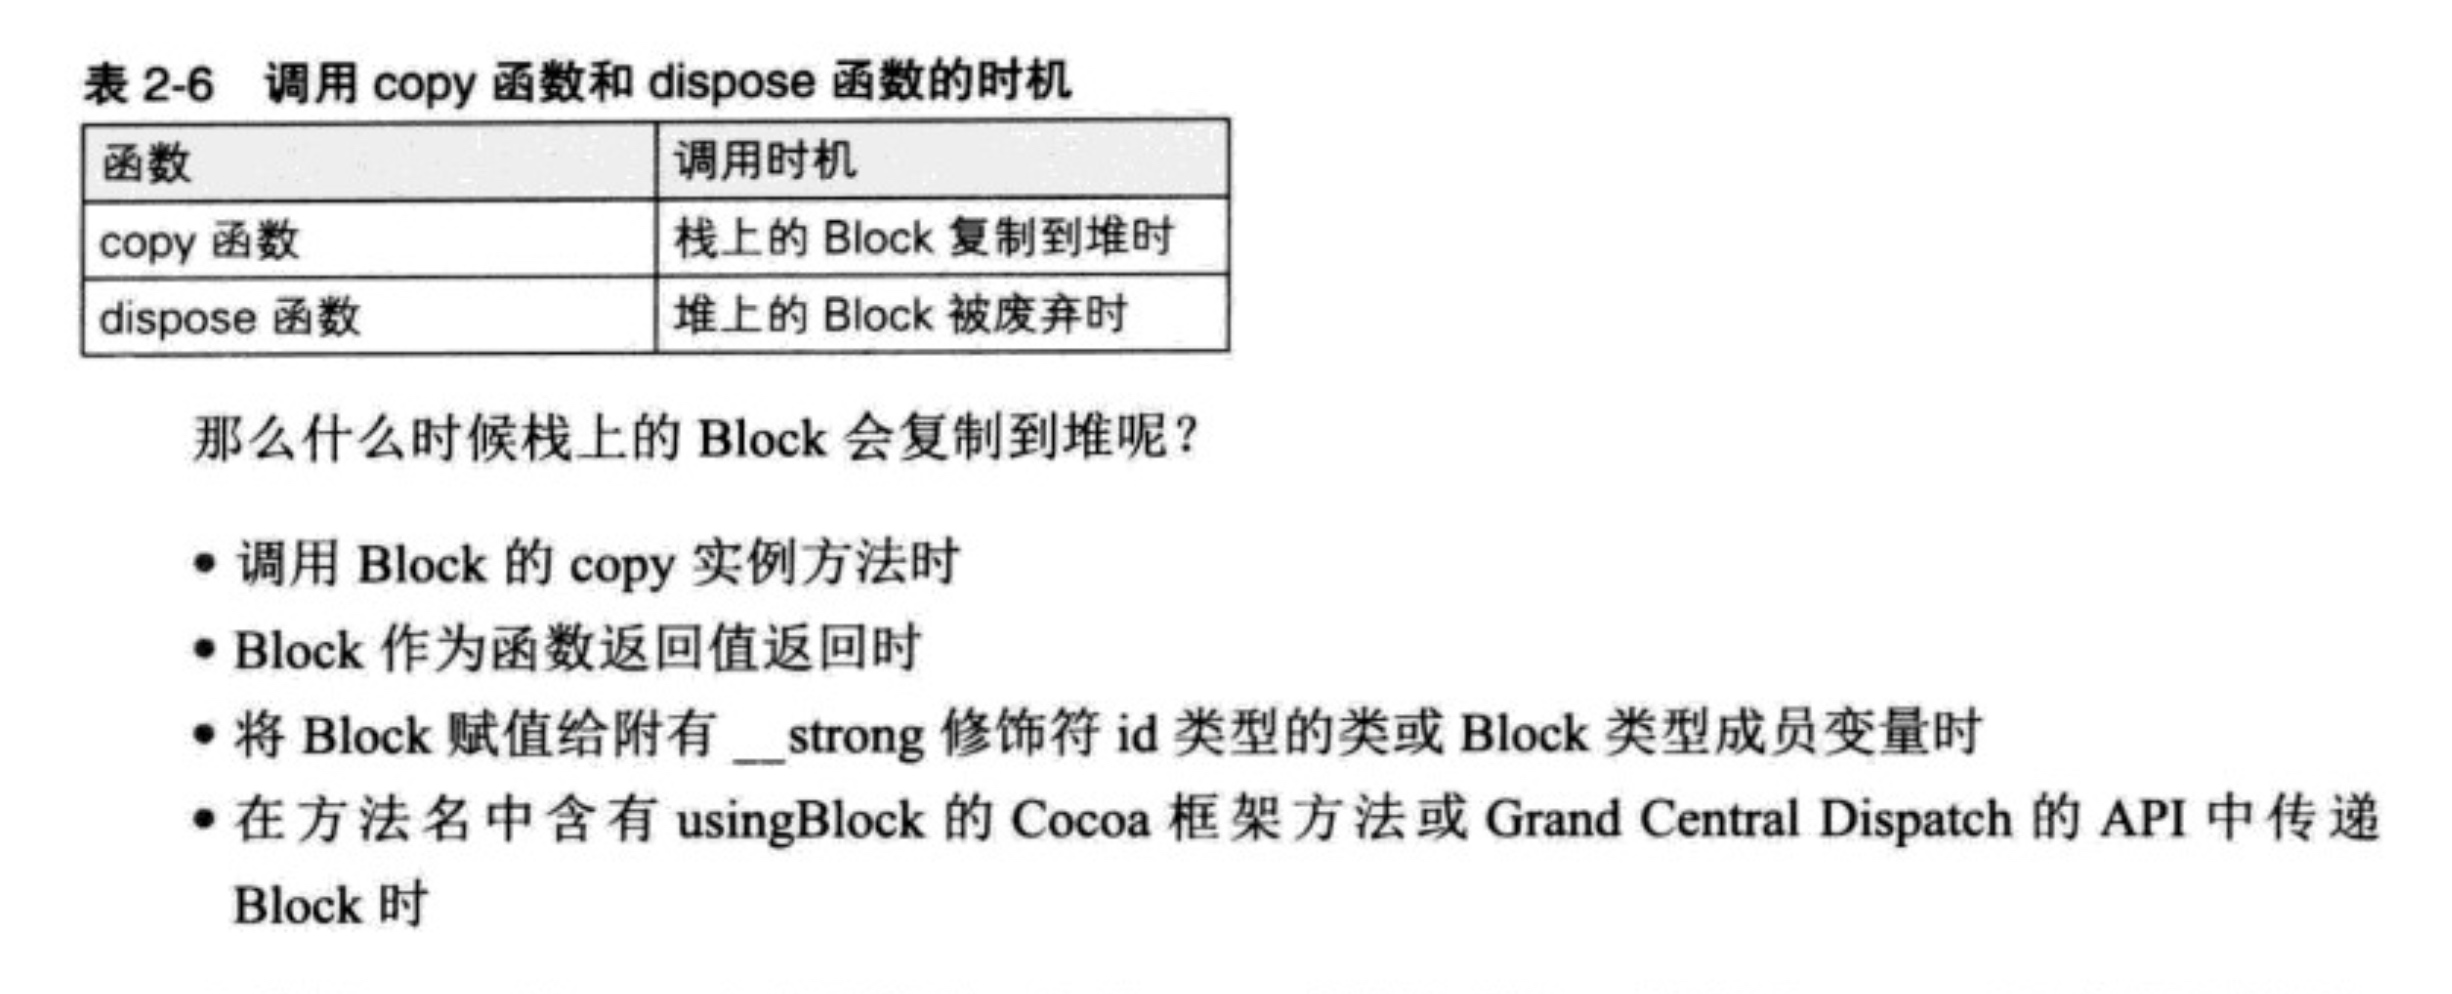 表 2-6 调用 copy 函数和 dispose 函数的时机
函数 调用时机
copy 函数 栈上的 Block 复制到堆时
dispose 函数 堆上的 Block 被废弃时
那么什么时候栈上的 Block 会复制到堆呢？
● 调用 Block 的 copy 实例方法时
● Block 作为函数返回值返回时
● 将 Block 赋值给附有 __strong 修饰符 id 类型的类或 Block 类型成员变量时
● 在方法名中含有 usingBlock 的 Cocoa 框架方法或 Grand Central Dispatch 的 API 中传递
Block 时